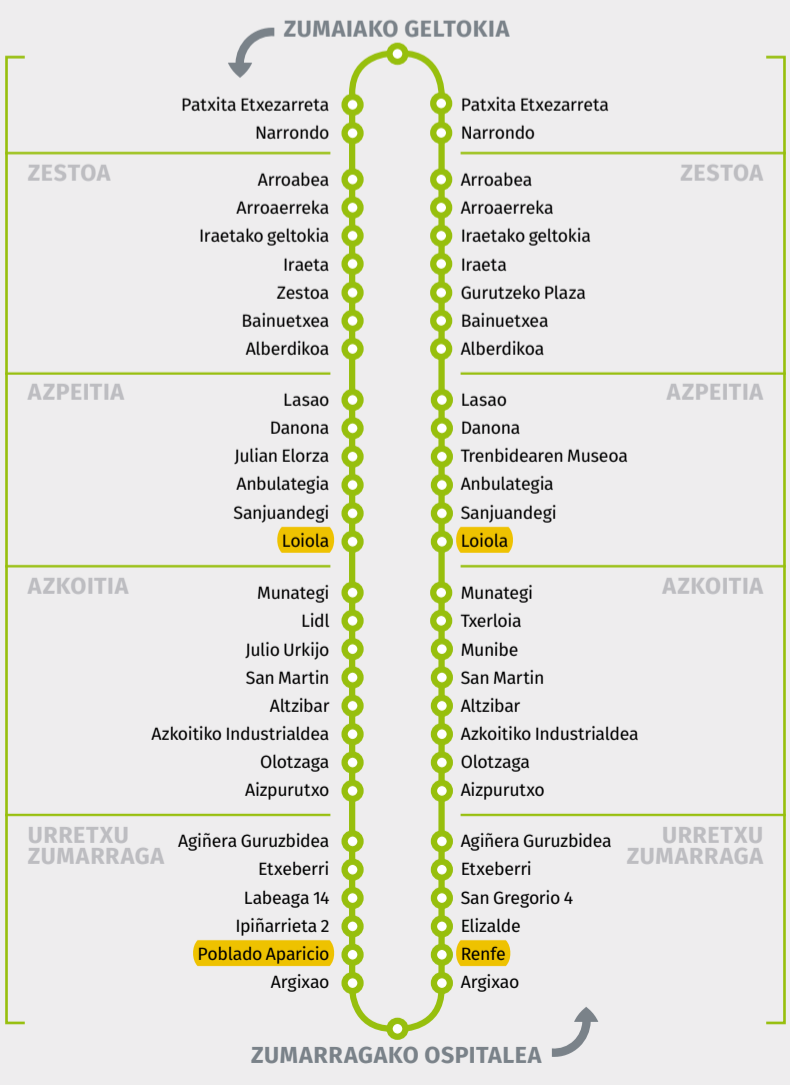 ZUMAIAKO GELTOKIA
Patxita Etxezarreta
Patxita Etxezarreta
Narrondo
Narrondo
ZESTOA
ZESTOA
Arroabea
Arroabea
Arroaerreka
Arroaerreka
Iraetako geltokia
Iraetako geltokia
Iraeta
Iraeta
Zestoa
Gurutzeko Plaza
Bainuetxea
Bainuetxea
Alberdikoa
Alberdikoa
AZPEITIA
AZPEITIA
Lasao
Lasao
Danona
Danona
Julian Elorza
Trenbidearen Museoa
Anbulategia
Anbulategia
Sanjuandegi
Sanjuandegi
Loiola
Loiola
AZKOITIA
AZKOITIA
Munategi
Munategi
Lidl
Txerloia
Julio Urkijo
Munibe
San Martin
San Martin
Altzibar
Altzibar
Azkoitiko Industrialdea
Azkoitiko Industrialdea
Olotzaga
Olotzaga
Aizpurutxo
Aizpurutxo
URRETXU
ZUMARRAGA
URRETXU
ZUMARRAGA
Agiñera Guruzbidea
Agiñera Guruzbidea
Etxeberri
Etxeberri
Labeaga 14
San Gregorio 4
Ipiñarrieta 2
Elizalde
Poblado Aparicio
Renfe
Argixao
Argixao
ZUMARRAGAKO OSPITALEA